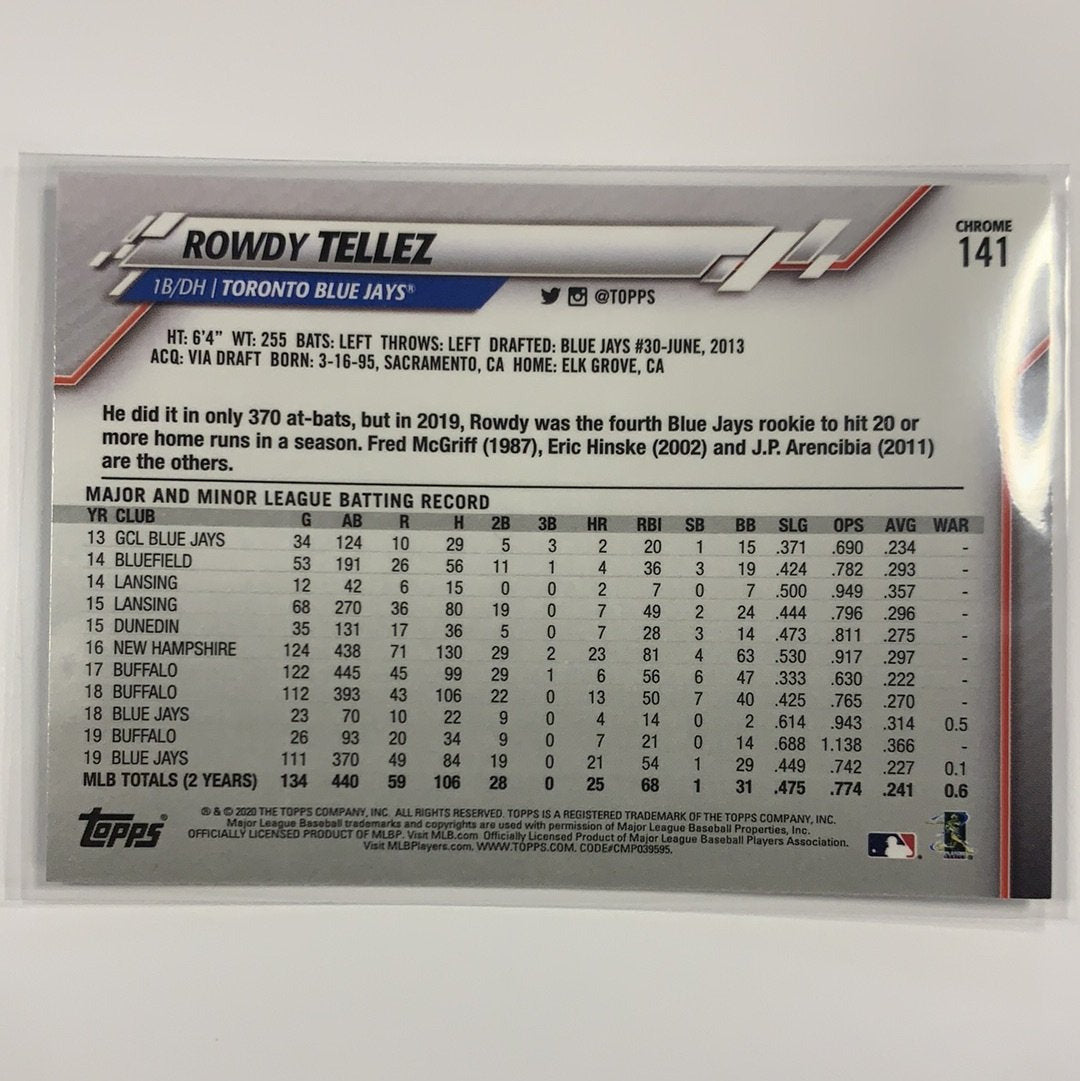 CHROME
141
ROWDY TELLEZ
1B/DH | TORONTO BLUE JAYS®
@TOPPS
HT: 6'4" WT: 255 BATS: LEFT THROWS: LEFT DRAFTED: BLUE JAYS #30-JUNE, 2013
ACQ: VIA DRAFT BORN: 3-16-95, SACRAMENTO, CA HOME: ELK GROVE, CA
He did it in only 370 at-bats, but in 2019, Rowdy was the fourth Blue Jays rookie to hit 20 or
more home runs in a season. Fred McGriff (1987), Eric Hinske (2002) and J.P. Arencibia (2011)
are the others.
MAJOR AND MINOR LEAGUE BATTING RECORD
YR CLUB G AB R H 2B 3B HR RBI SB BB SLG OPS AVG WAR
13 GCL BLUE JAYS 34 124 10 29 5 3 2 20 1 15 .371 .690 .234 -
14 BLUEFIELD 53 191 26 56 11 1 4 36 3 19 .424 .782 .293 -
14 LANSING 12 42 6 15 0 0 2 7 0 7 .500 .949 .357 -
15 LANSING 68 270 36 80 19 0 7 49 2 24 .444 .796 .296 -
15 DUNEDIN 35 131 17 36 5 0 7 28 3 14 .473 .811 .275 -
16 NEW HAMPSHIRE 124 438 71 130 29 2 23 81 4 63 .530 .917 .297 -
17 BUFFALO 122 445 45 99 29 1 6 56 6 47 .333 .630 .222 -
18 BUFFALO 112 393 43 106 22 0 13 50 7 40 .425 .765 .270 -
18 BLUE JAYS 23 70 10 22 9 0 4 14 0 2 .614 .943 .314 0.5
19 BUFFALO 26 93 20 34 9 0 7 21 0 14 .688 1.138 .366 -
19 BLUE JAYS 111 370 49 84 19 0 21 54 1 29 .449 .742 .227 0.1
MLB TOTALS (2 YEARS) 134 440 59 106 28 0 25 68 1 31 .475 .774 .241 0.6
topps®
® & © 2020 THE TOPPS COMPANY, INC. ALL RIGHTS RESERVED. TOPPS IS A REGISTERED TRADEMARK OF THE TOPPS COMPANY, INC.
Major League Baseball trademarks and copyrights are used with permission of Major League Baseball Properties, Inc.
OFFICIALLY LICENSED PRODUCT OF MLBP. Visit MLB.com Officially Licensed Product of Major League Baseball Players Association.
Visit MLBPlayers.com. WWW.TOPPS.COM. CODE#CMP039595.